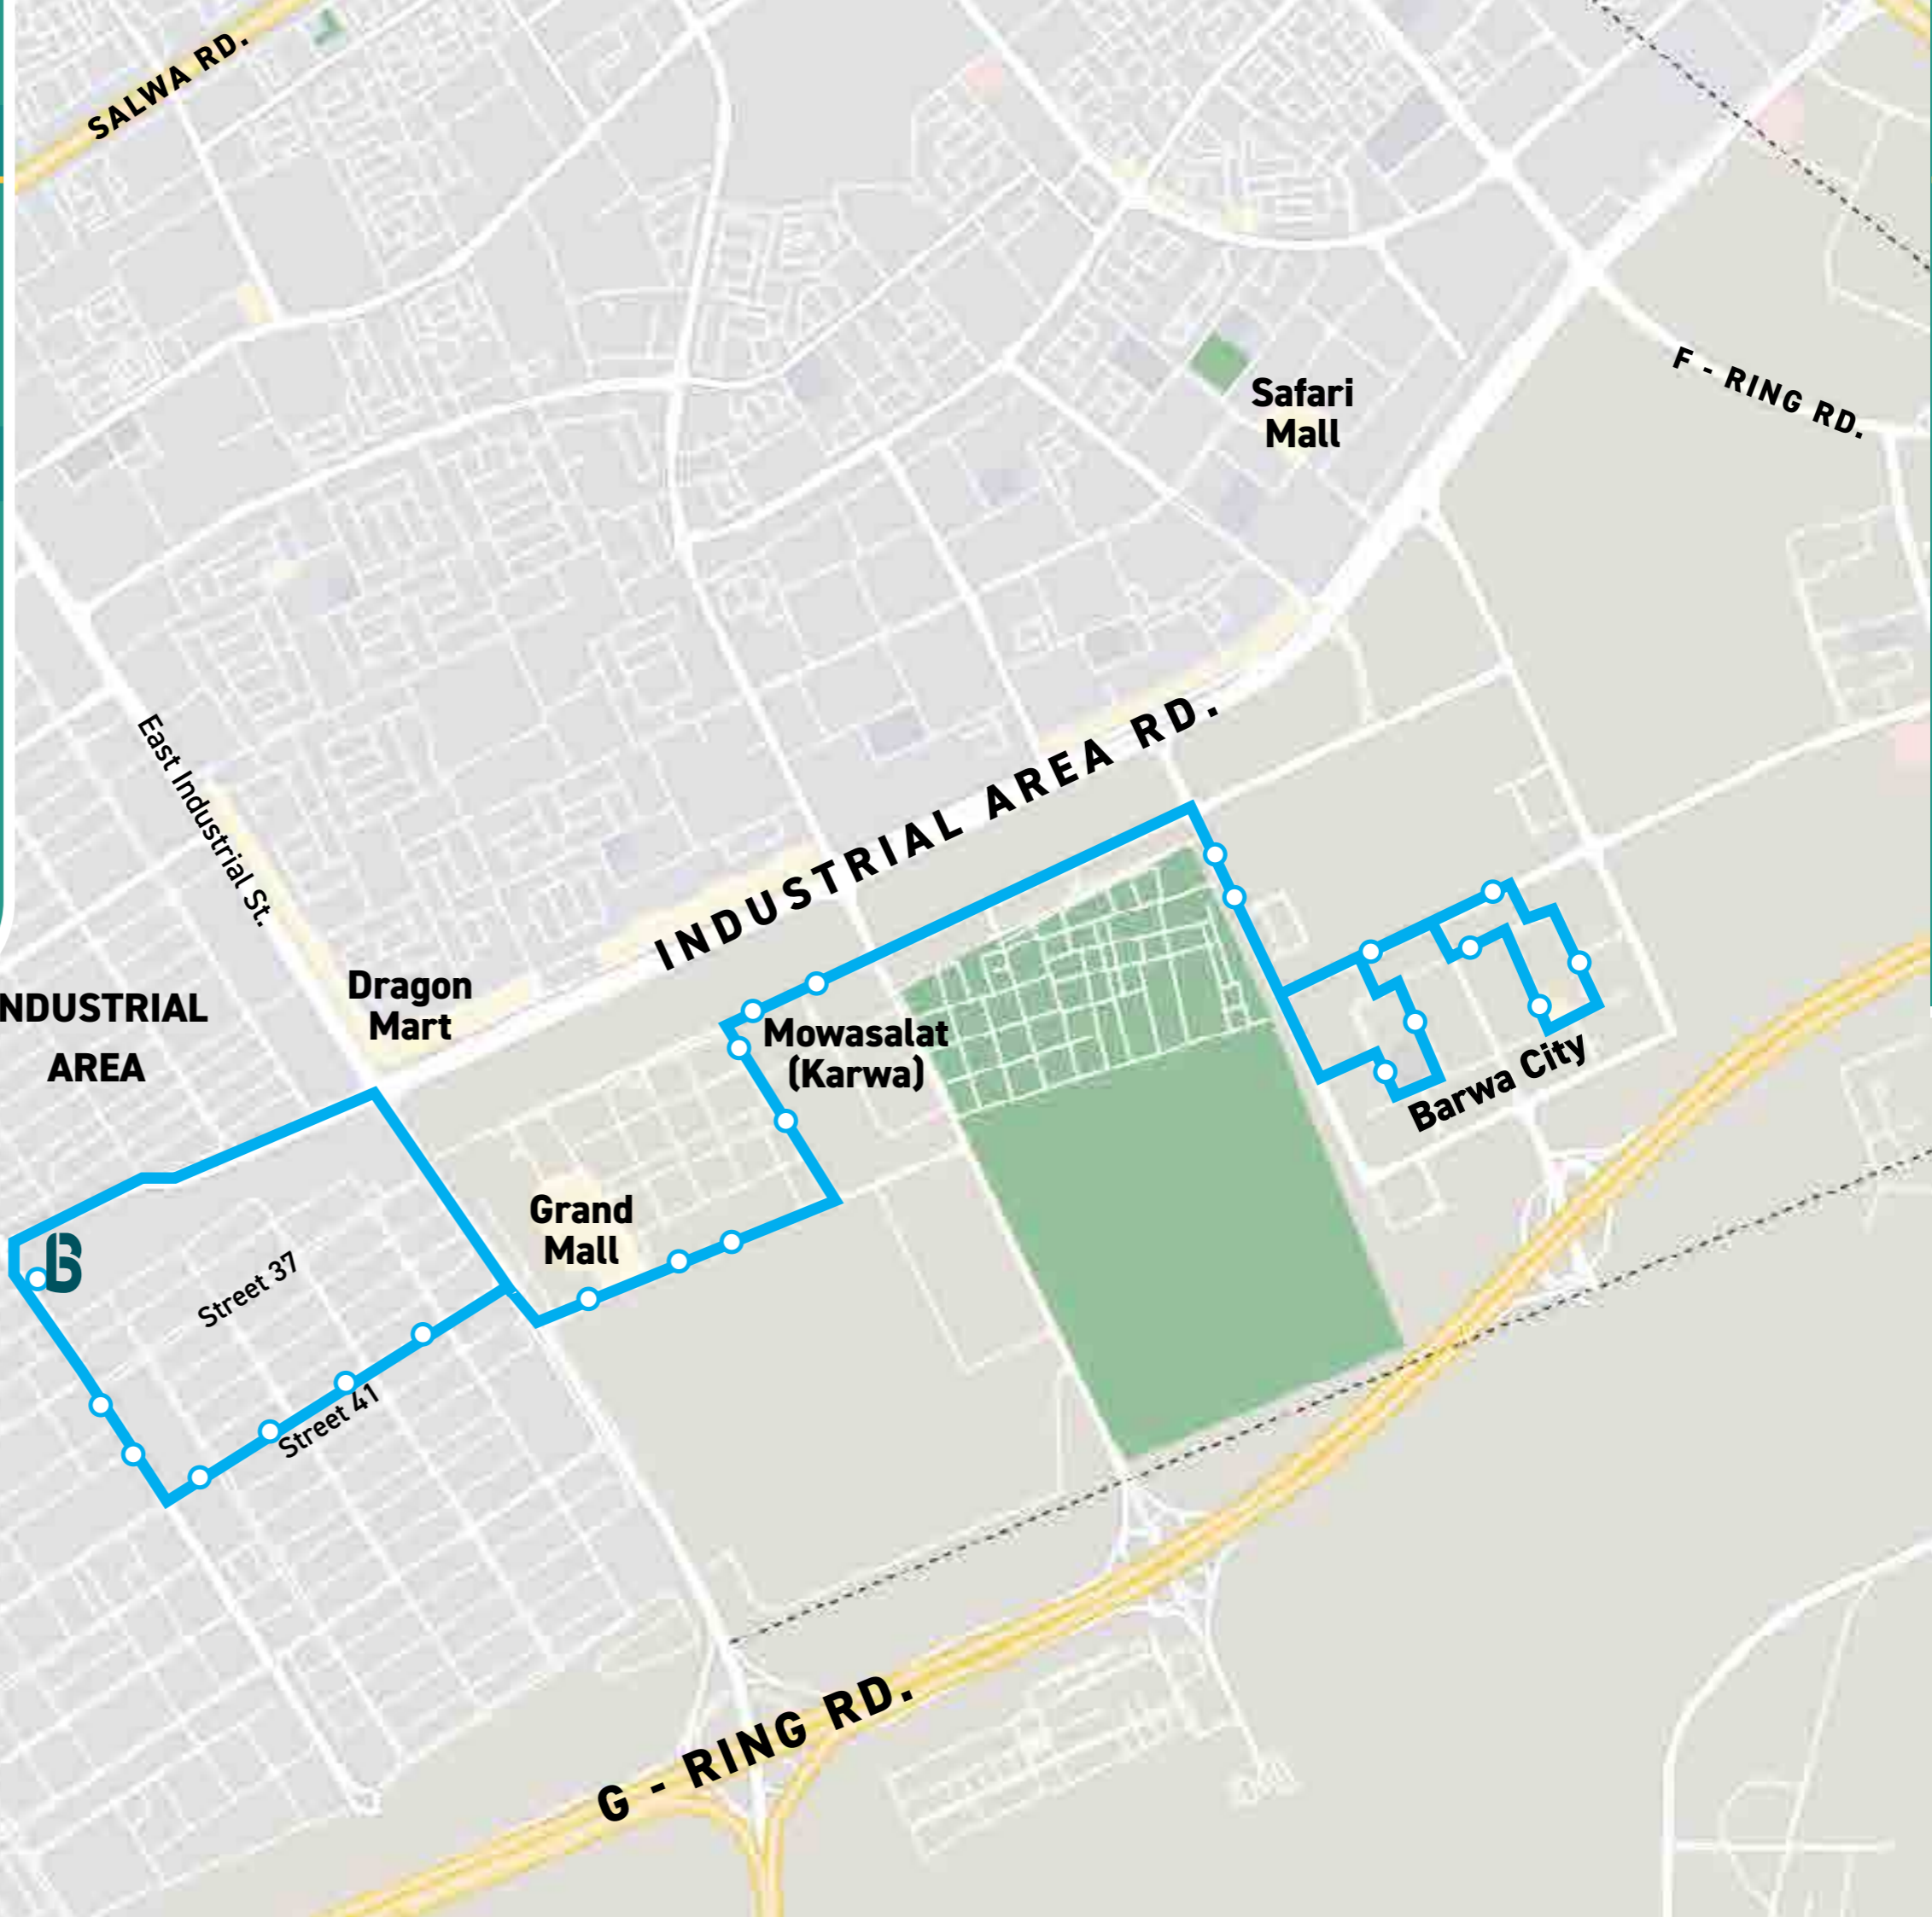 SALWA RD.
Safari
Mall
F - RING RD.
East Industrial St.
INDUSTRIAL AREA RD.
Dragon
Mart
NDUSTRIAL
AREA
Mowasalat
(Karwa)
Barwa City
Grand
Mall
B
Street 37
Street 41
G - RING RD.